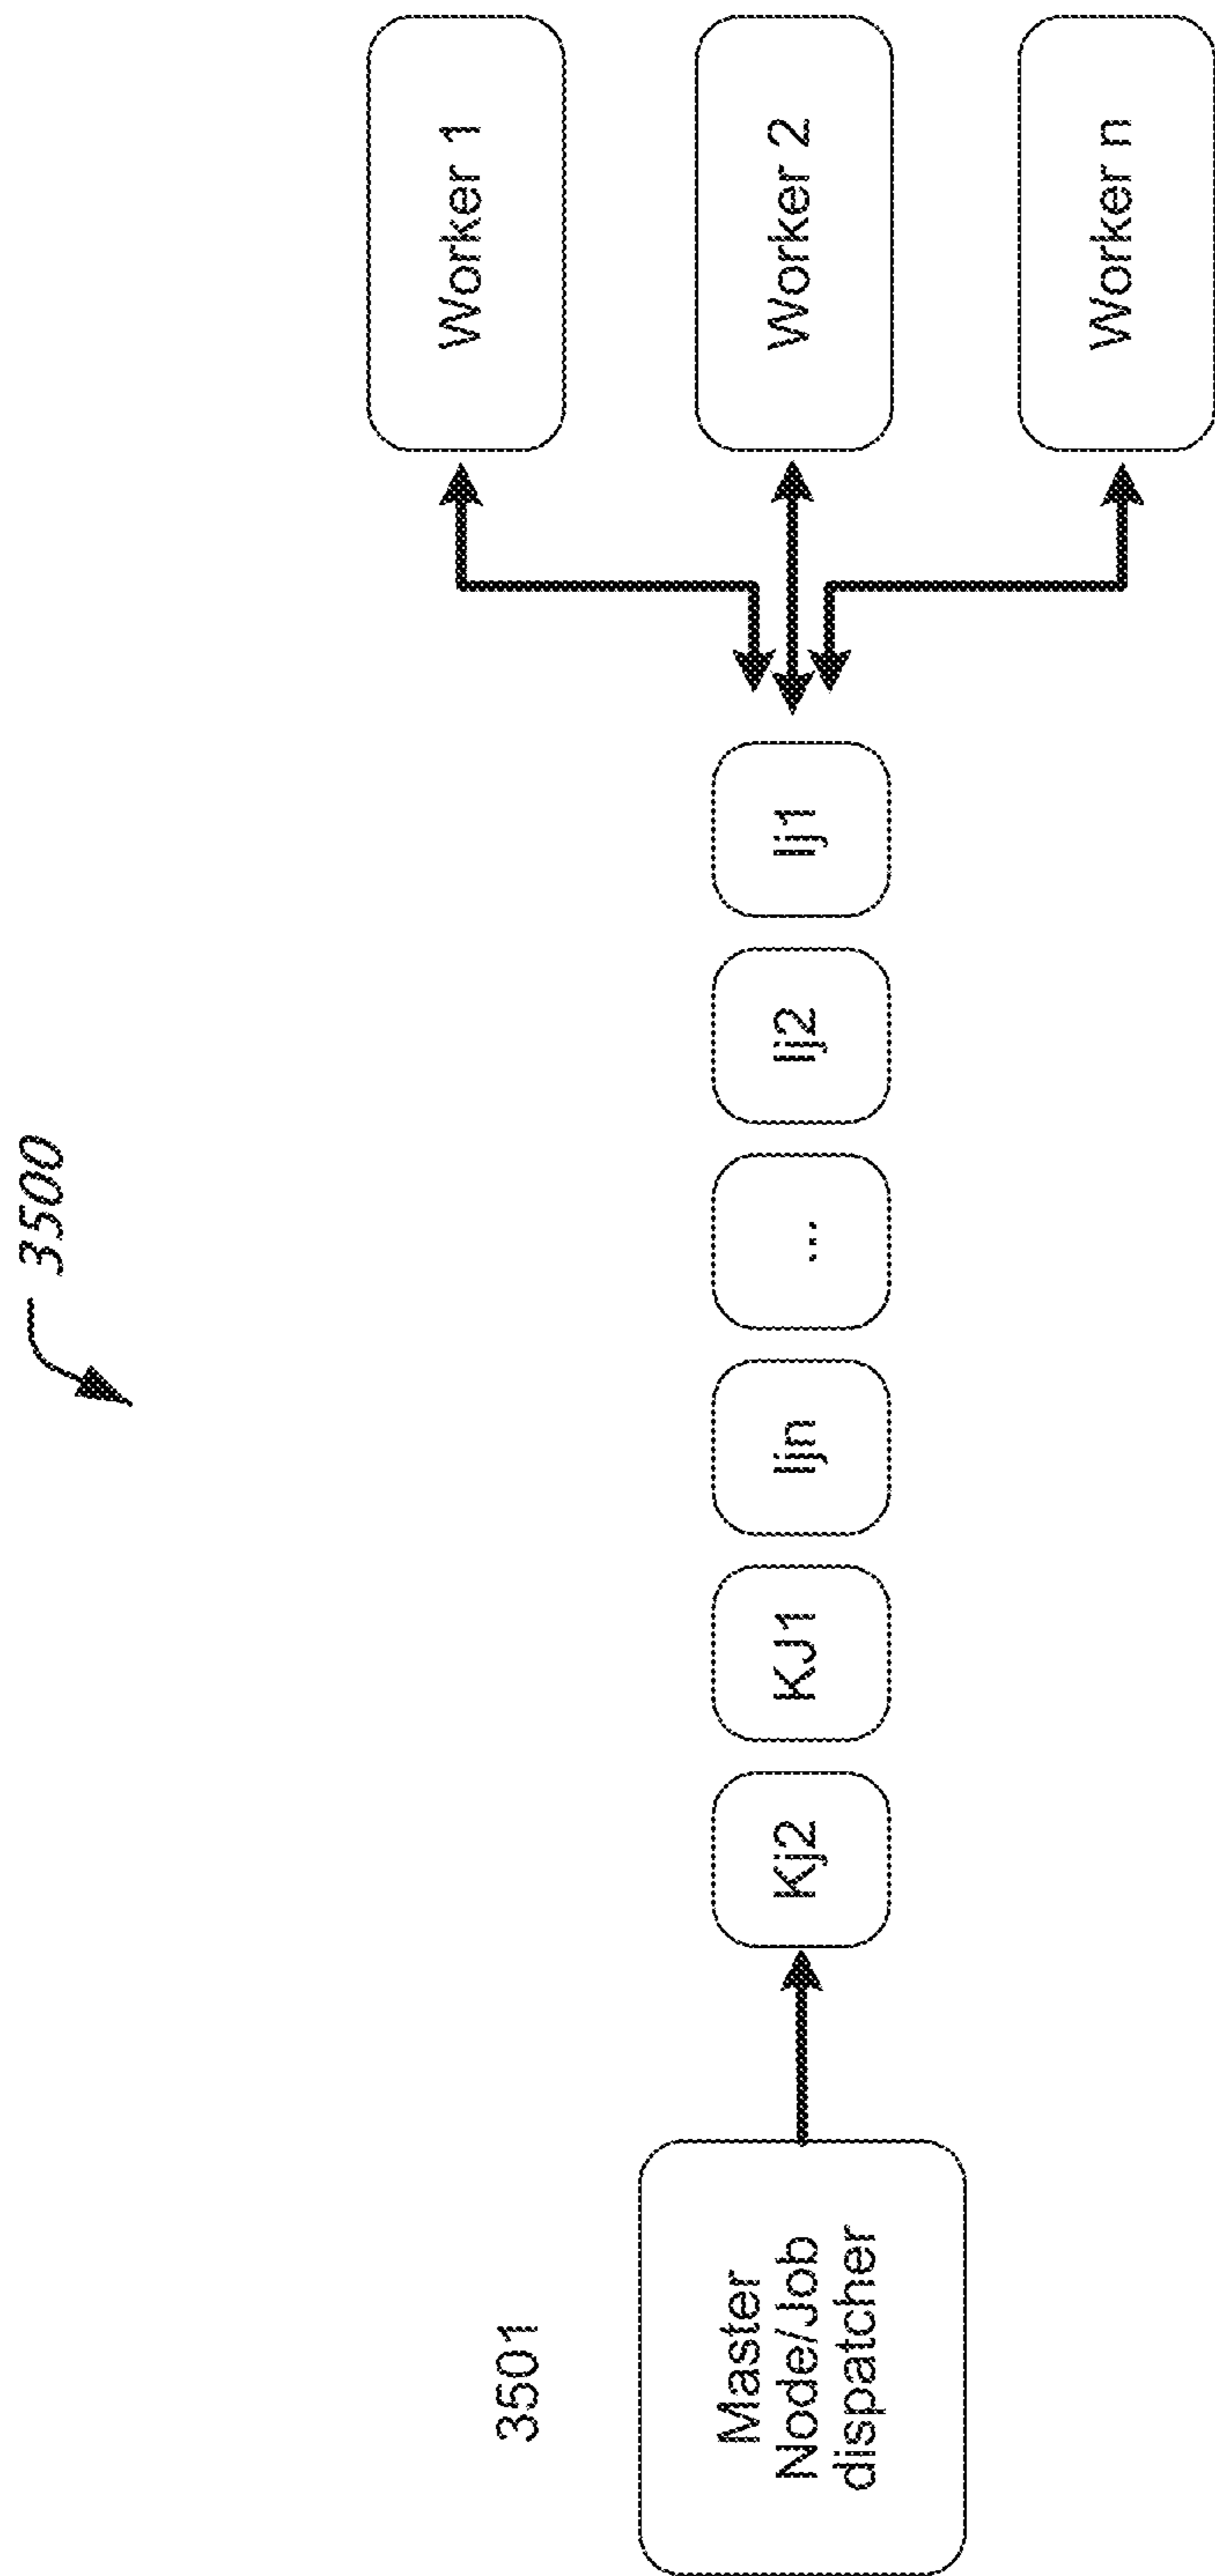 3500
3501
Master
Node/Job
dispatcher
Kj2
KJ1
Ijn
...
Ij2
Ij1
Worker 1
Worker 2
Worker n